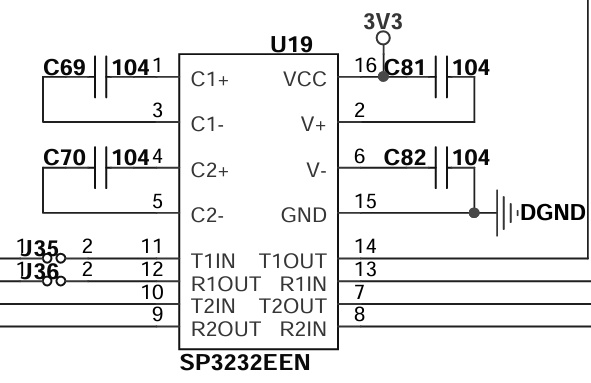 3V3
U19
C69 104 1 C1+ VCC 16 C81 104
3 C1- V+ 2
C70 104 4 C2+ V- 6 C82 104
5 C2- GND 15 DGND
1 J35 2 11 T1IN T1OUT 14
1 J36 2 12 R1OUT R1IN 13
10 T2IN T2OUT 7
9 R2OUT R2IN 8
SP3232EEN